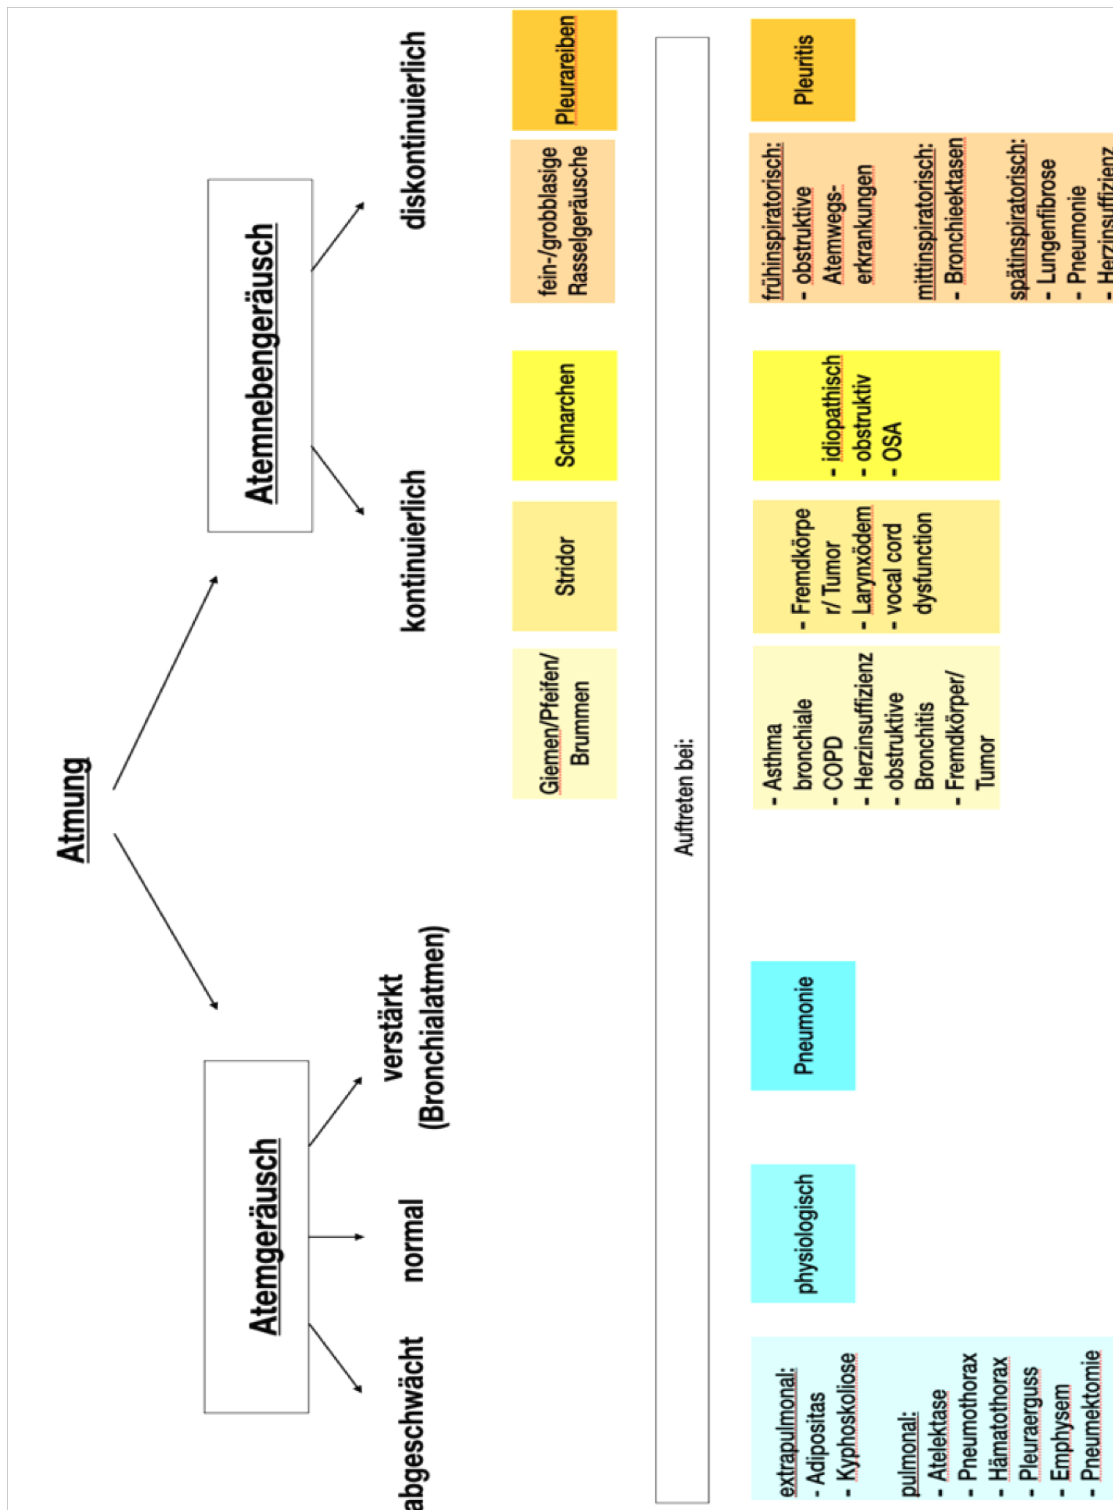 Atmung
Atemgeräusch
Atemnebengeräusch
abgeschwächt
normal
verstärkt
(Bronchialatmen)
kontinuierlich
diskontinuierlich
Giemen/Pfeifen/
Brummen
Stridor
Schnarchen
fein-/grobblasige
Rasselgeräusche
Pleurareiben
Auftreten bei:
extrapulmonal:
- Adipositas
- Kyphoskoliose
pulmonal:
- Atelektase
- Pneumothorax
- Hämatothorax
- Pleuraerguss
- Emphysem
- Pneumektomie
physiologisch
Pneumonie
- Asthma
bronchiale
- COPD
- Herzinsuffizienz
- obstruktive
Bronchitis
- Fremdkörper/
Tumor
- Fremdkörpe
r/ Tumor
- Larynxödem
- vocal cord
dysfunction
- idiopathisch
- obstruktiv
- OSA
frühinspiratorisch:
- obstruktive
Atemwegs-
erkrankungen
mittinspiratorisch:
- Bronchieektasen
spätinspiratorisch:
- Lungenfibrose
- Pneumonie
- Herzinsuffizienz
Pleuritis